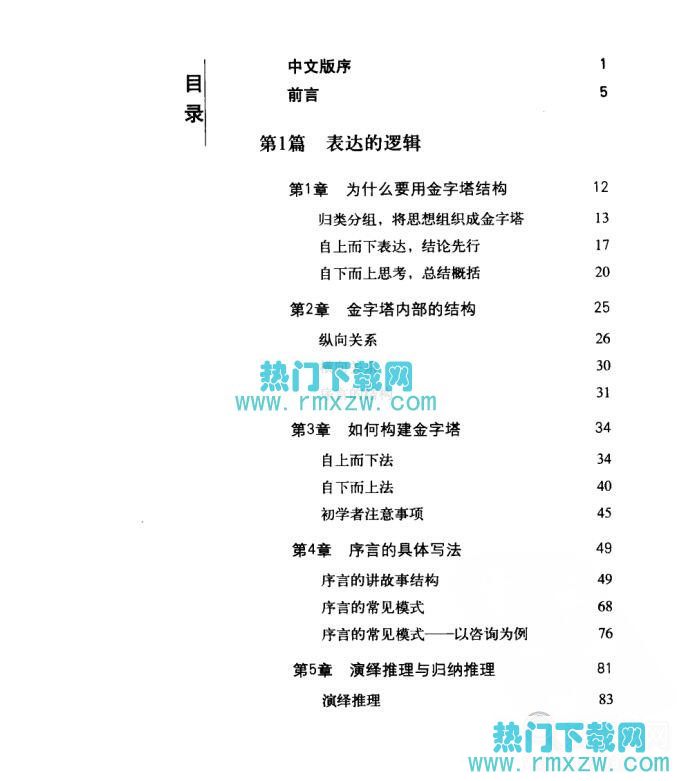 目录
中文版序 1
前言 5
第1篇 表达的逻辑
第1章 为什么要用金字塔结构 12
归类分组，将思想组织成金字塔 13
自上而下表达，结论先行 17
自下而上思考，总结概括 20
第2章 金字塔内部的结构 25
纵向关系 26
30
热门下载网
31
www.rmxzw.com
第3章 如何构建金字塔 34
自上而下法 34
自下而上法 40
初学者注意事项 45
第4章 序言的具体写法 49
序言的讲故事结构 49
序言的常见模式 68
序言的常见模式——以咨询为例 76
第5章 演绎推理与归纳推理 81
演绎推理 83
热门下载网
www.rmxzw.com